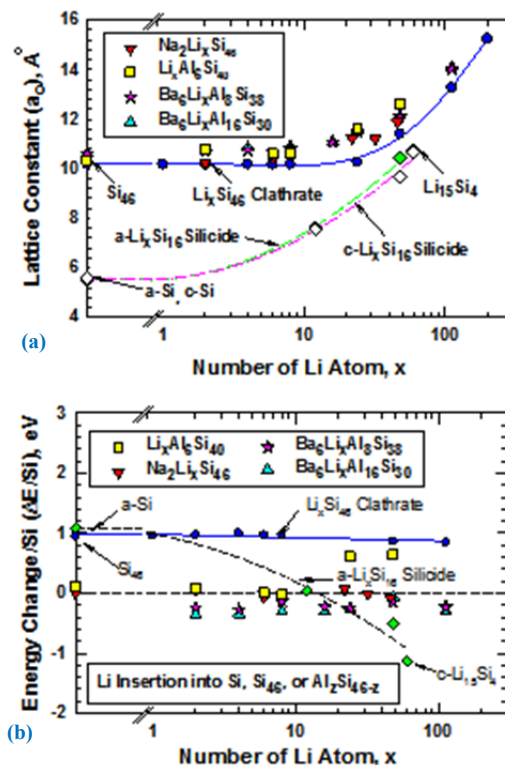 16
14
12
10
8
6
4
Lattice Constant (a₀), A°
Na₂LiₓSi₄₆
LiₓAl₆Si₄₀
Ba₆LiₓAl₈Si₃₈
Ba₆LiₓAl₁₆Si₃₀
Si₄₆
LiₓSi₄₆ Clathrate
Li₁₅Si₄
a-LiₓSi₁₆ Silicide
c-LiₓSi₁₆ Silicide
a-Si, c-Si
1 10 100
(a)
Number of Li Atom, x
3
2
1
0
-1
-2
Energy Change/Si (ΔE/Si), eV
LiₓAl₆Si₄₀ Ba₆LiₓAl₈Si₃₈
Na₂LiₓSi₄₆ Ba₆LiₓAl₁₆Si₃₀
a-Si
LiₓSi₄₆ Clathrate
Si₄₆
a-LiₓSi₁₆ Silicide
c-Li₁₅Si₄
Li Insertion into Si, Si₄₆, or Al_zSi₄₆₋z
1 10 100
(b)
Number of Li Atom, x